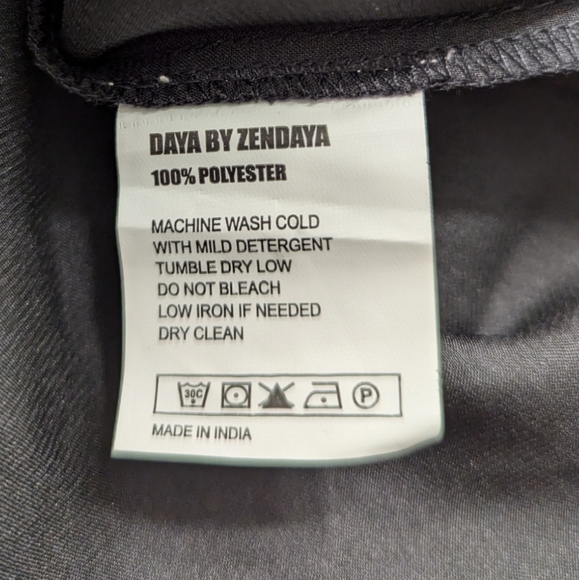 DAYA BY ZENDAYA
100% POLYESTER
MACHINE WASH COLD
WITH MILD DETERGENT
TUMBLE DRY LOW
DO NOT BLEACH
LOW IRON IF NEEDED
DRY CLEAN
30C P
MADE IN INDIA